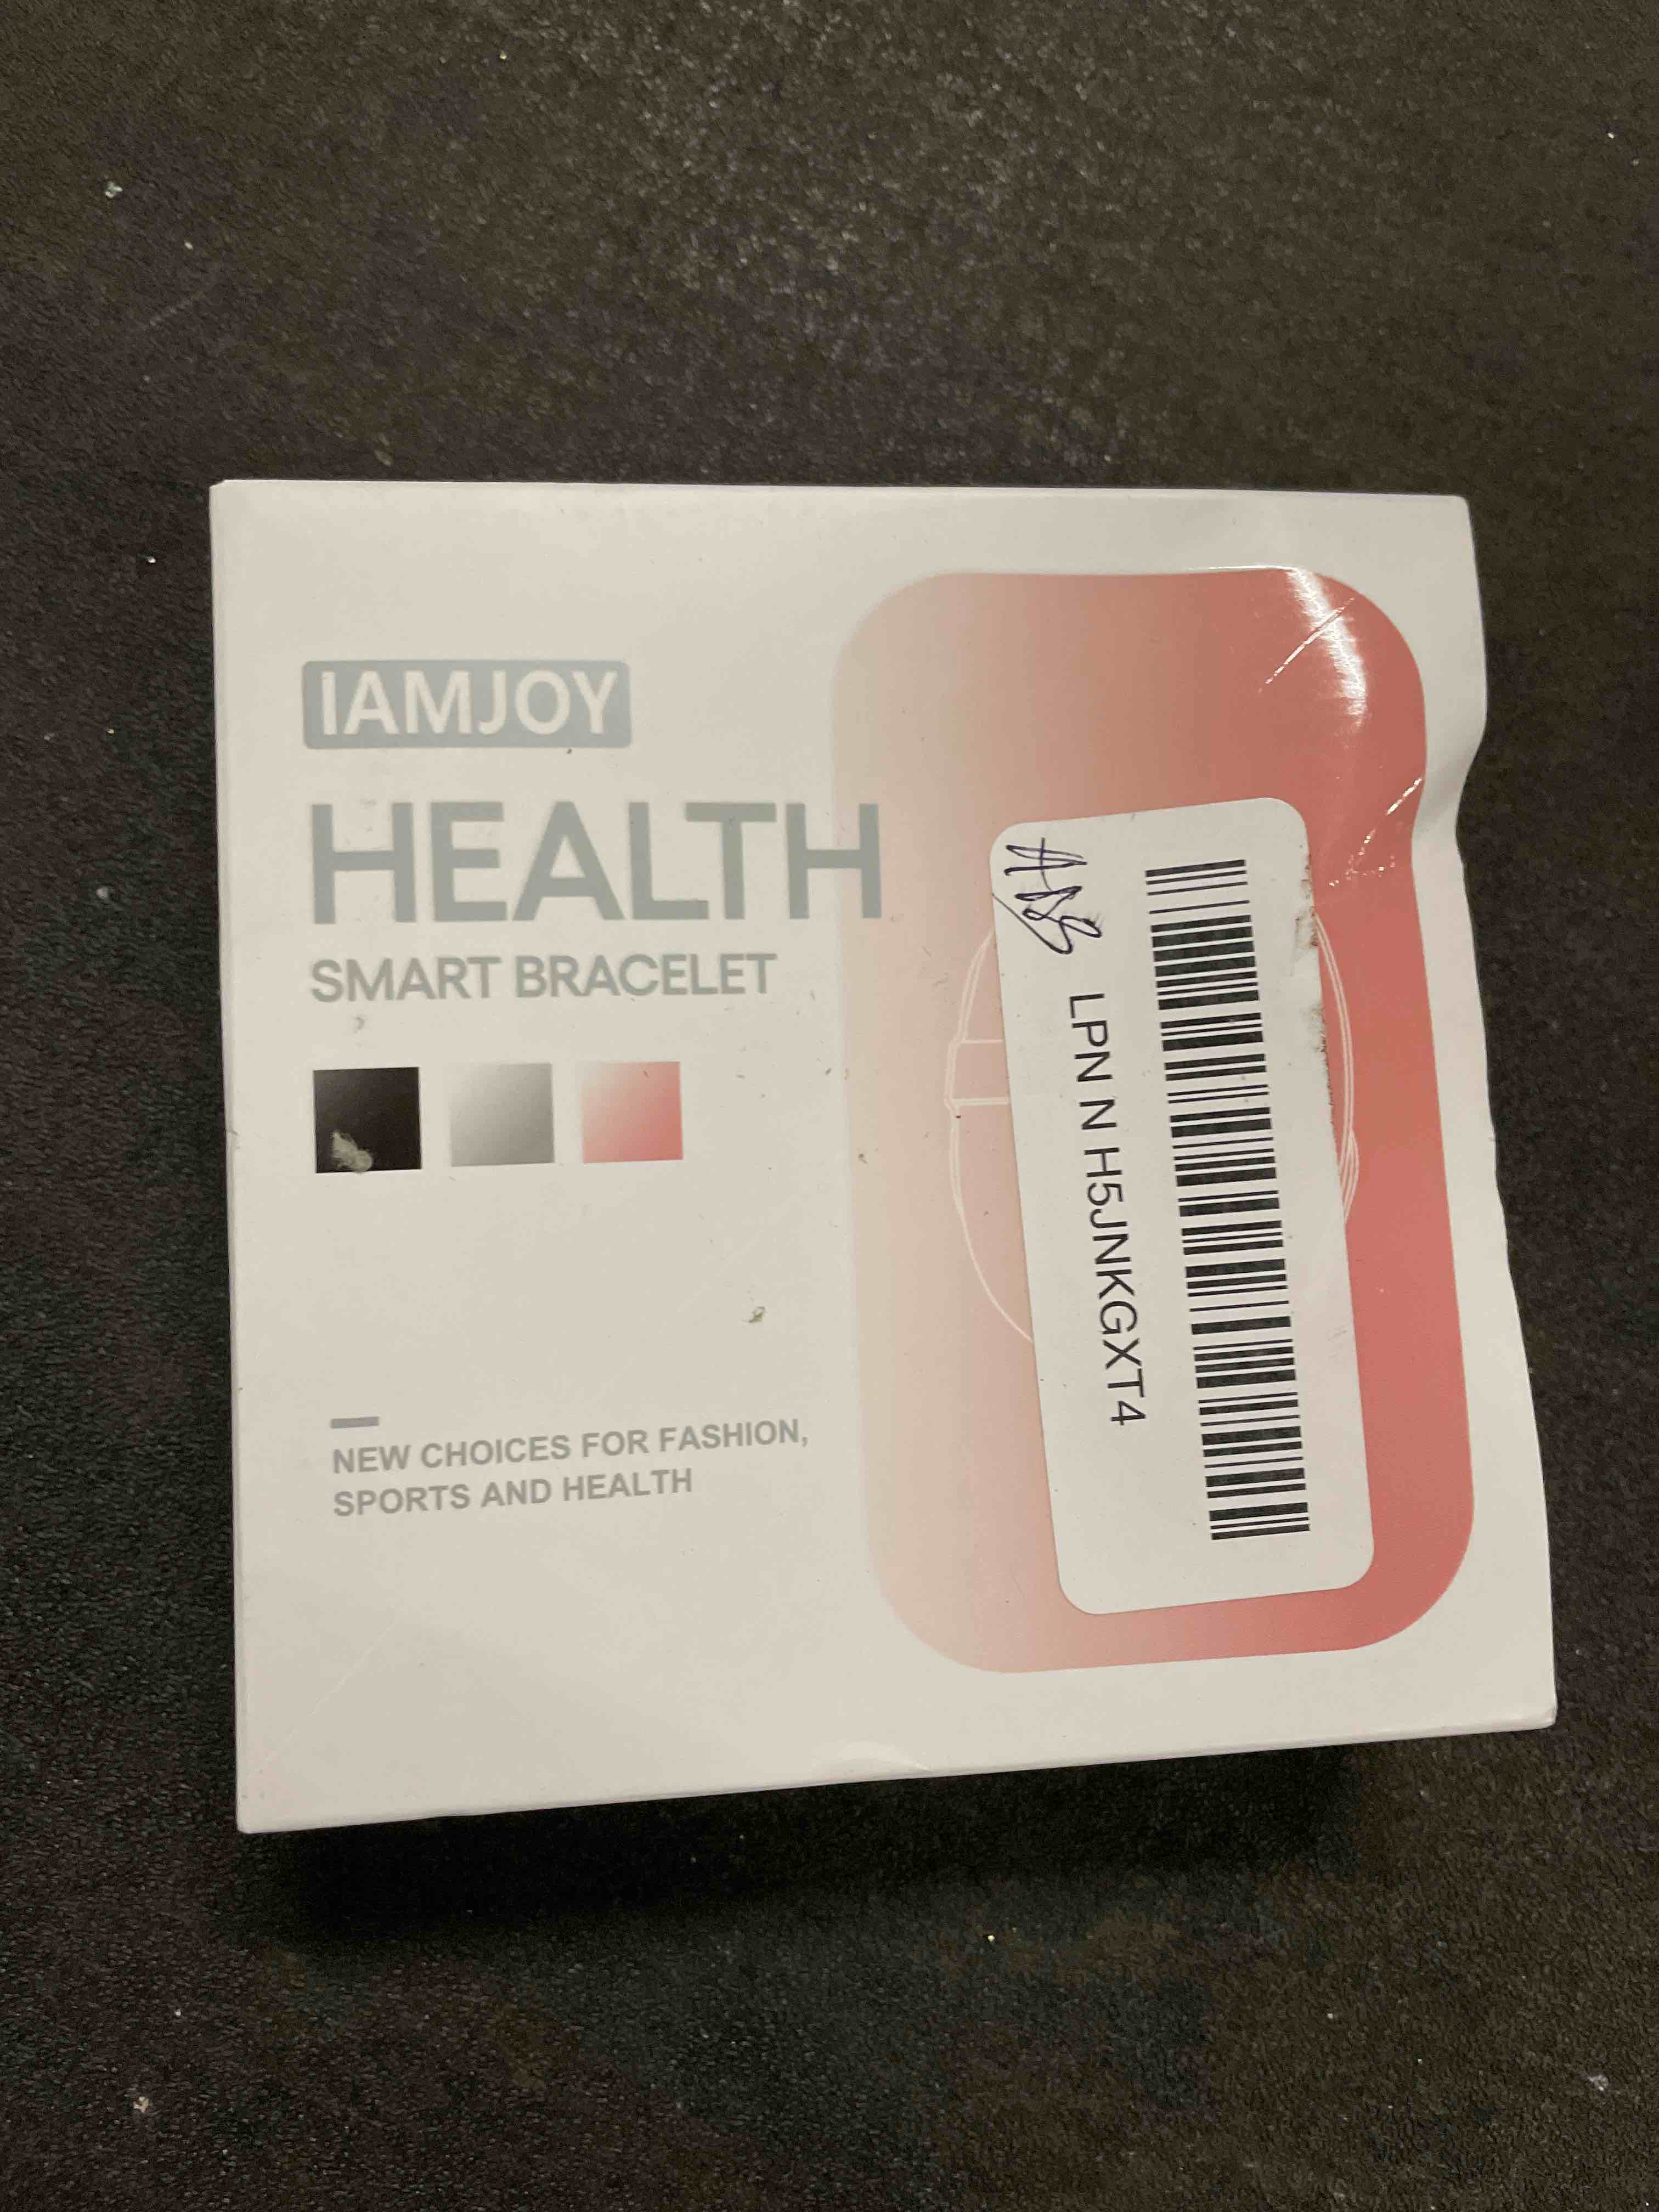 IAMJOY
HEALTH
SMART BRACELET
NEW CHOICES FOR FASHION,
SPORTS AND HEALTH
LPN N H5JNKGXT4